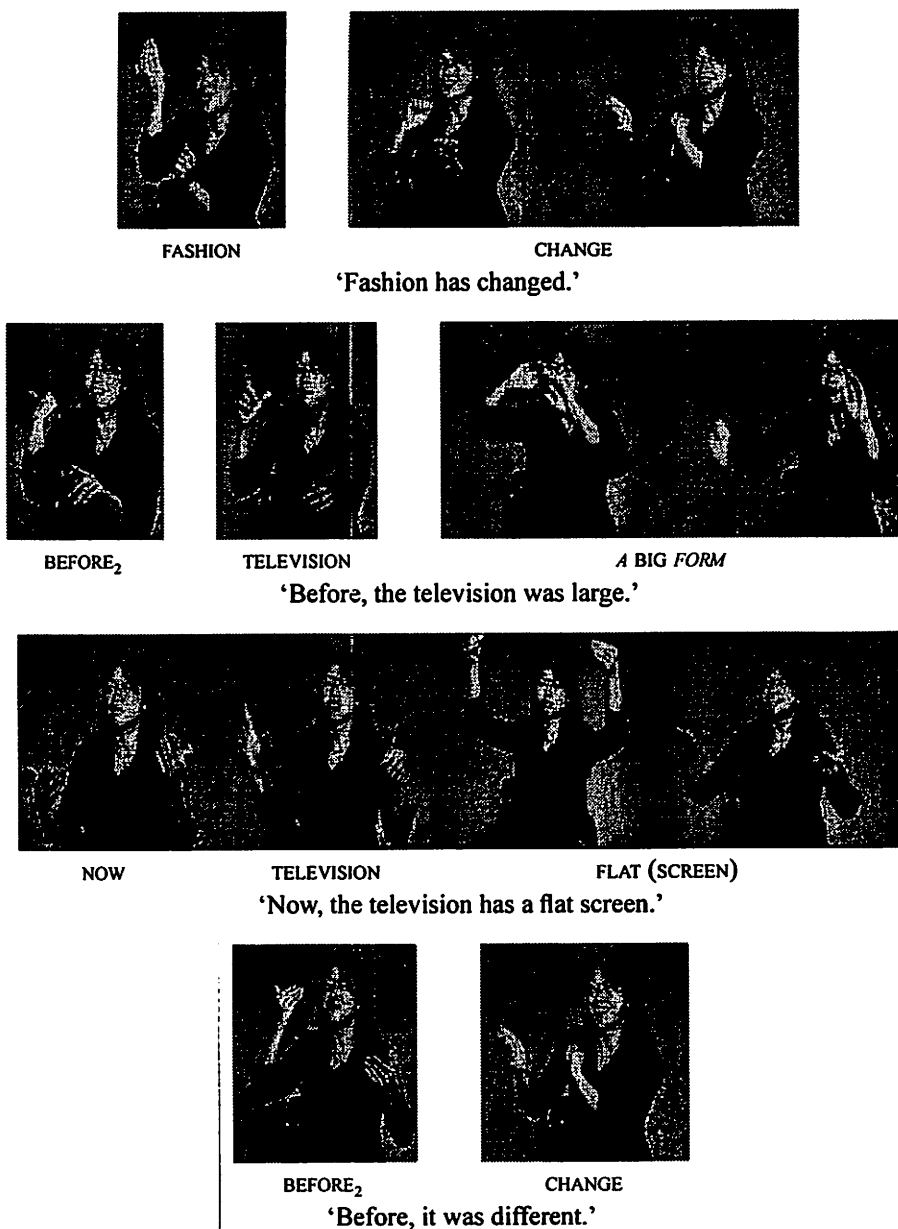 FASHION CHANGE
‘Fashion has changed.’
BEFORE₂ TELEVISION A BIG FORM
‘Before, the television was large.’
NOW TELEVISION FLAT (SCREEN)
‘Now, the television has a flat screen.’
BEFORE₂ CHANGE
‘Before, it was different.’